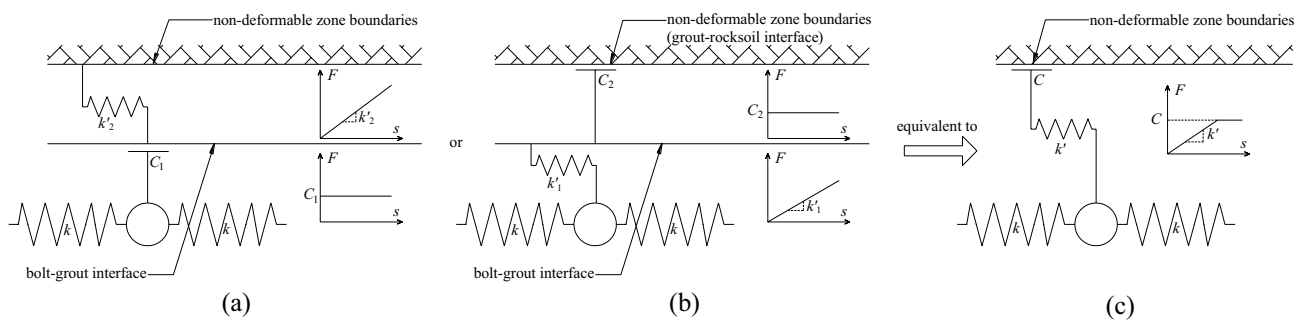 non-deformable zone boundaries
F
k'2
s
k'2
C1
F
C1
s
k
k
bolt-grout interface
(a)
or
non-deformable zone boundaries
(grout-rocksoil interface)
C2
F
C2
s
k'1
F
k'1
s
k
k
bolt-grout interface
(b)
equivalent to
non-deformable zone boundaries
C
F
C
k'
s
k'
k
k
(c)